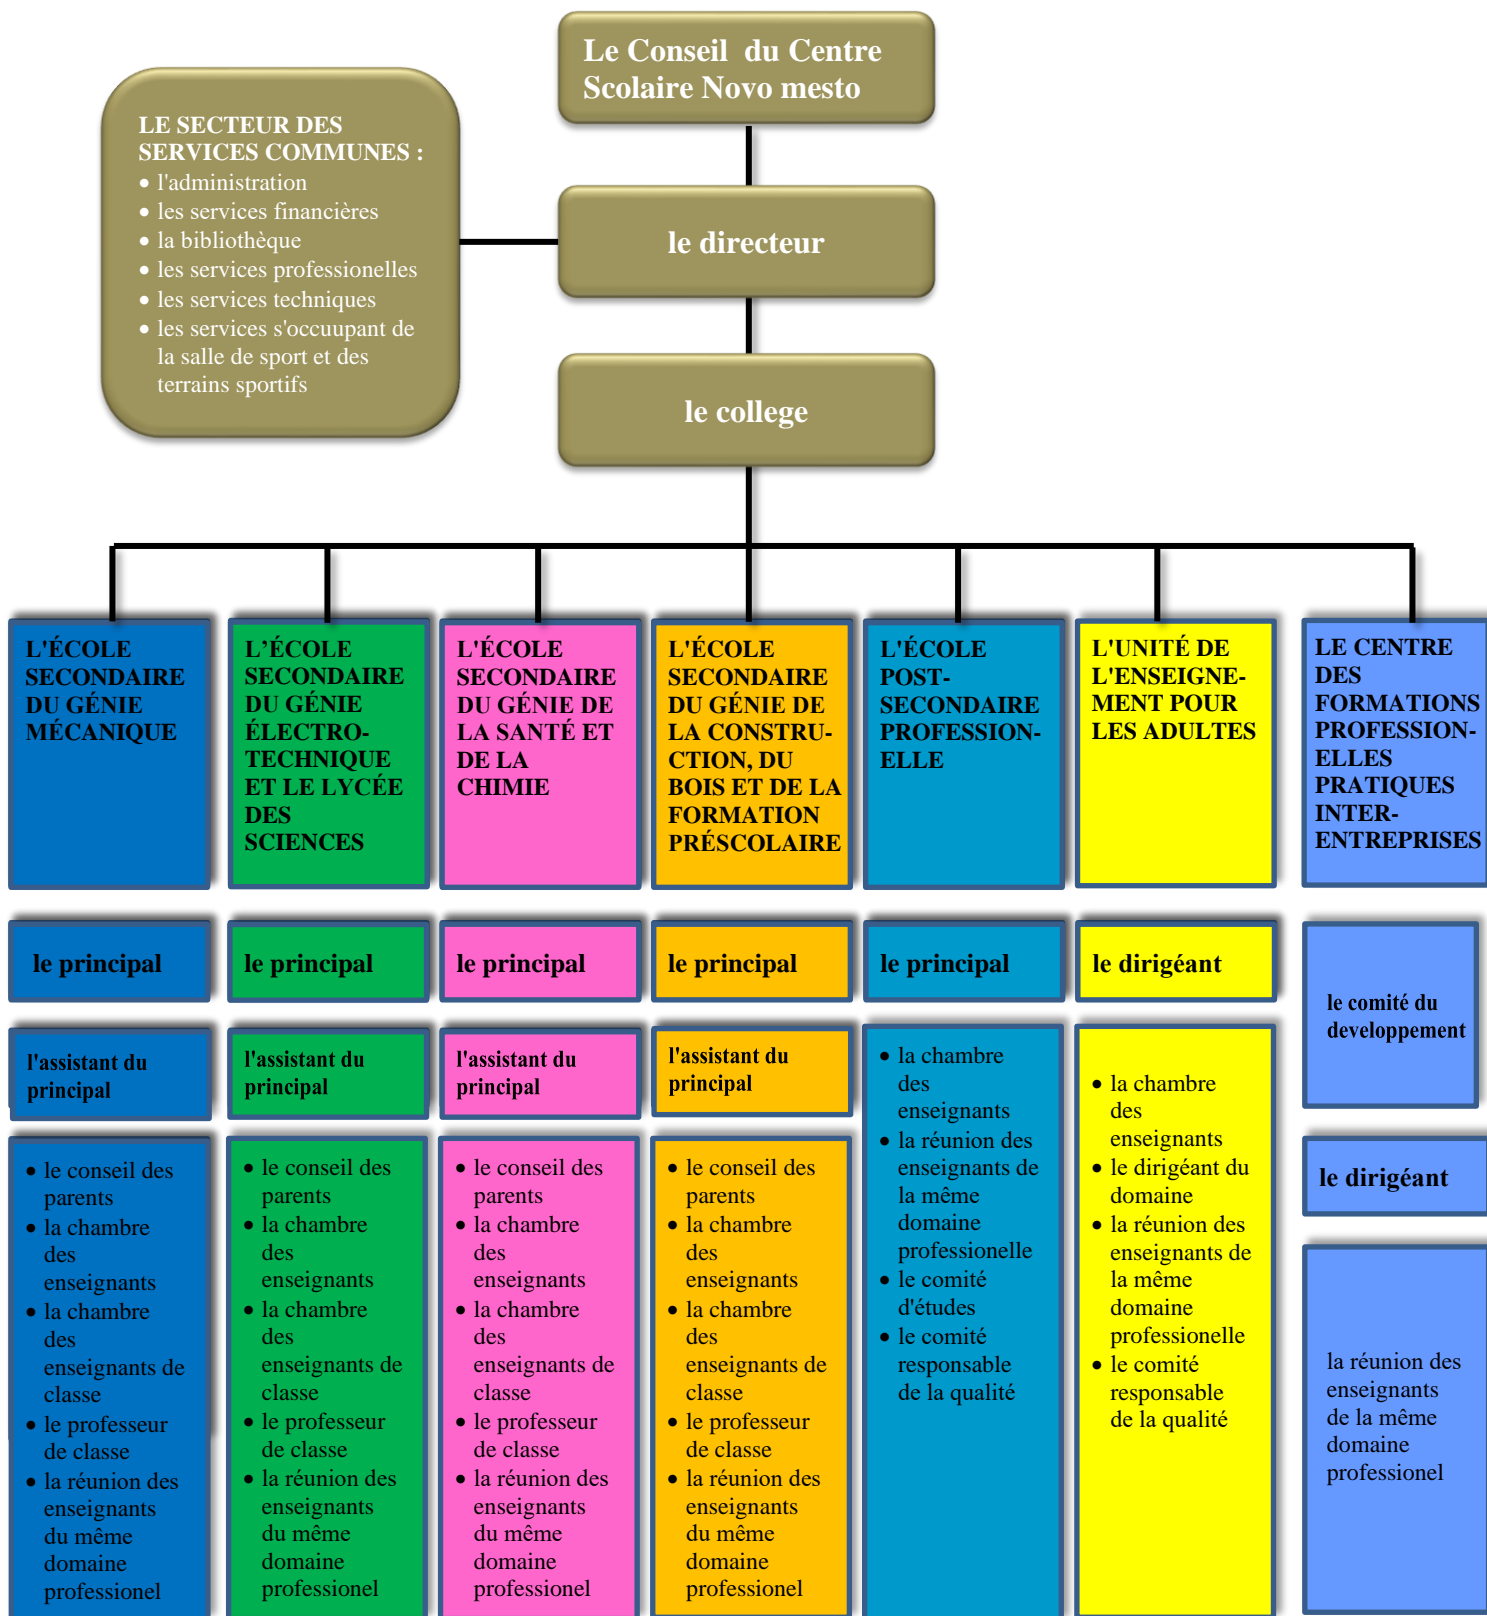 Le Conseil du Centre
Scolaire Novo mesto
LE SECTEUR DES
SERVICES COMMUNES :
• l'administration
• les services financières
• la bibliothèque
• les services professionelles
• les services techniques
• les services s'occuupant de
la salle de sport et des
terrains sportifs
le directeur
le college
L'ÉCOLE
SECONDAIRE
DU GÉNIE
MÉCANIQUE
L’ÉCOLE
SECONDAIRE
DU GÉNIE
ÉLECTRO-
TECHNIQUE
ET LE LYCÉE
DES
SCIENCES
L'ÉCOLE
SECONDAIRE
DU GÉNIE DE
LA SANTÉ ET
DE LA
CHIMIE
L'ÉCOLE
SECONDAIRE
DU GÉNIE DE
LA CONSTRU-
CTION, DU
BOIS ET DE LA
FORMATION
PRÉSCOLAIRE
L'ÉCOLE
POST-
SECONDAIRE
PROFESSION-
ELLE
L'UNITÉ DE
L'ENSEIGNE-
MENT POUR
LES ADULTES
LE CENTRE
DES
FORMATIONS
PROFESSION-
ELLES
PRATIQUES
INTER-
ENTREPRISES
le principal
le principal
le principal
le principal
le principal
le dirigéant
le comité du
developpement
l'assistant du
principal
l'assistant du
principal
l'assistant du
principal
l'assistant du
principal
• le conseil des
parents
• la chambre
des
enseignants
• la chambre
des
enseignants de
classe
• le professeur
de classe
• la réunion des
enseignants
du même
domaine
professionel
• le conseil des
parents
• la chambre
des
enseignants
• la chambre
des
enseignants de
classe
• le professeur
de classe
• la réunion des
enseignants
du même
domaine
professionel
• le conseil des
parents
• la chambre
des
enseignants
• la chambre
des
enseignants de
classe
• le professeur
de classe
• la réunion des
enseignants
du même
domaine
professionel
• le conseil des
parents
• la chambre
des
enseignants
• la chambre
des
enseignants de
classe
• le professeur
de classe
• la réunion des
enseignants
du même
domaine
professionel
• la chambre
des
enseignants
• la réunion des
enseignants de
la même
domaine
professionelle
• le comité
d'études
• le comité
responsable
de la qualité
• la chambre
des
enseignants
• le dirigéant du
domaine
• la réunion des
enseignants de
la même
domaine
professionelle
• le comité
responsable
de la qualité
le dirigéant
la réunion des
enseignants
de la même
domaine
professionel